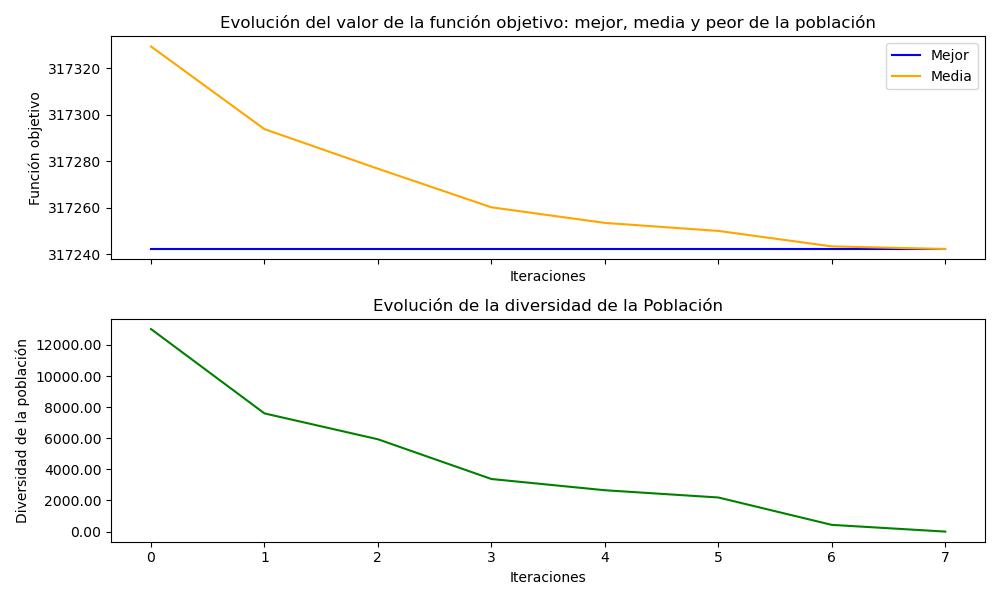 Evolución del valor de la función objetivo: mejor, media y peor de la población
Mejor
Media
317320
317300
317280
317260
317240
Función objetivo
Iteraciones
Evolución de la diversidad de la Población
12000.00
10000.00
8000.00
6000.00
4000.00
2000.00
0.00
Diversidad de la población
0 1 2 3 4 5 6 7
Iteraciones